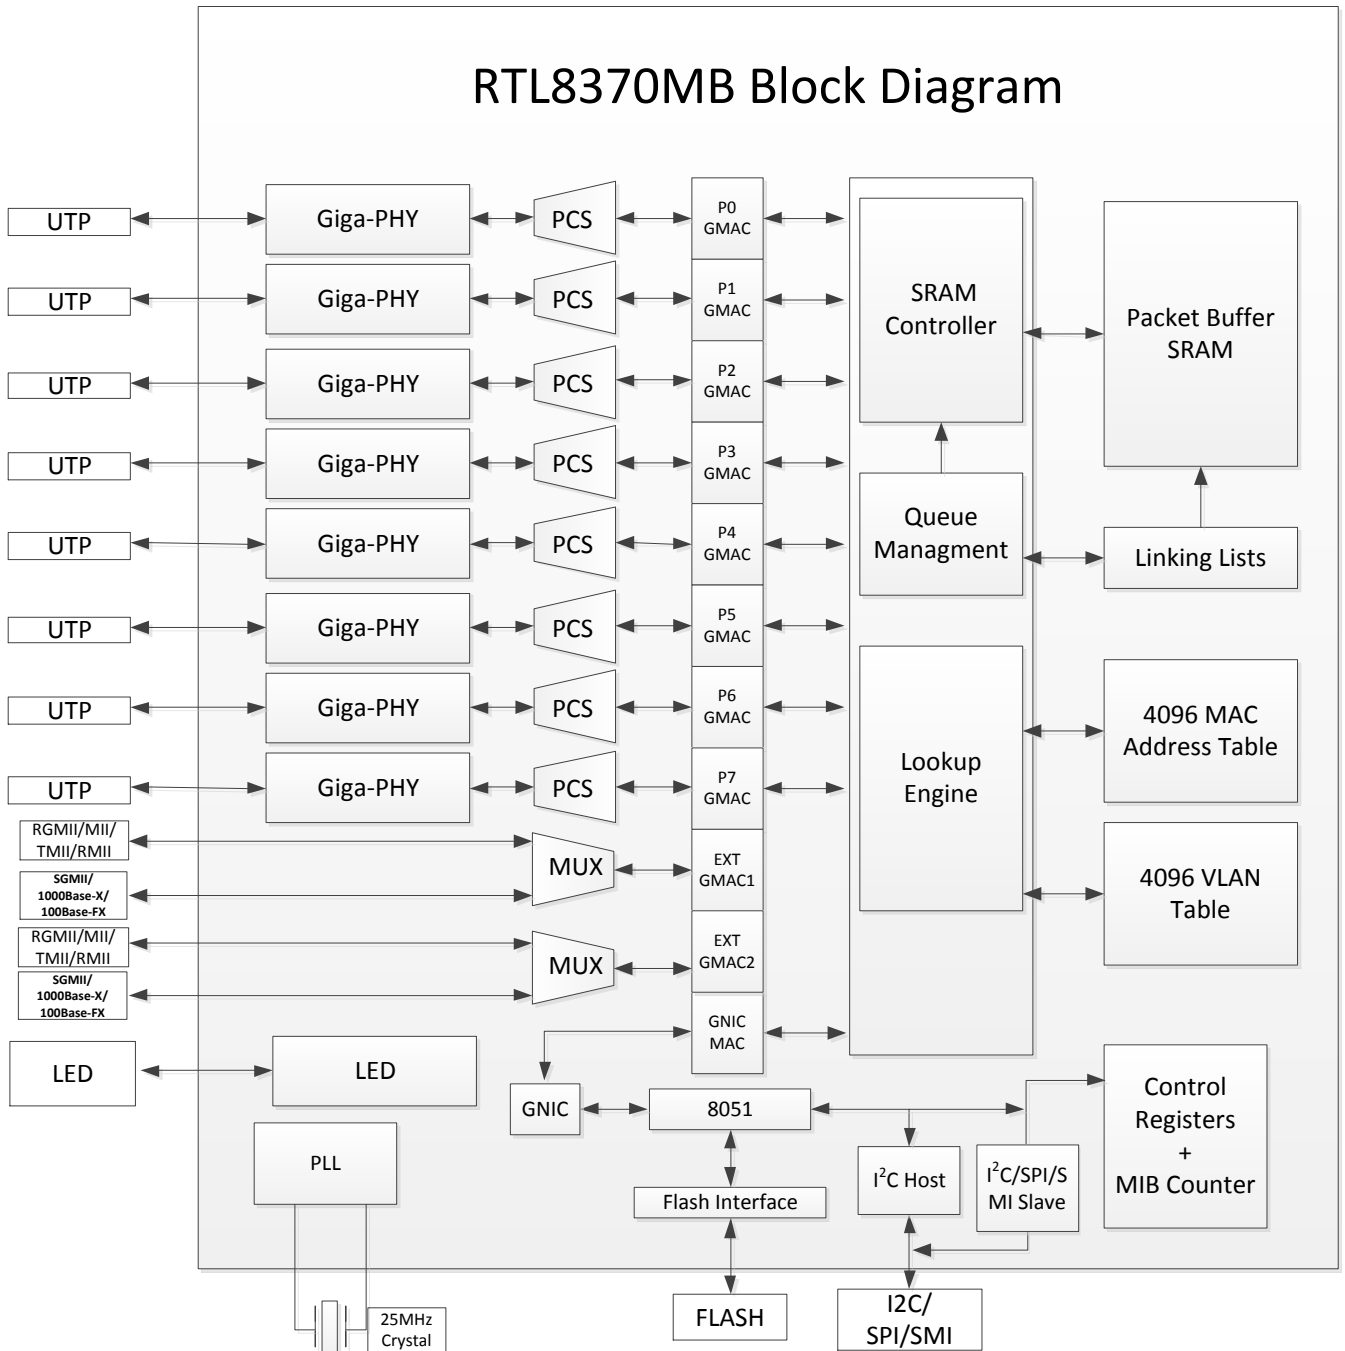 RTL8370MB Block Diagram
UTP
Giga-PHY
PCS
P0
GMAC
UTP
Giga-PHY
PCS
P1
GMAC
UTP
Giga-PHY
PCS
P2
GMAC
UTP
Giga-PHY
PCS
P3
GMAC
UTP
Giga-PHY
PCS
P4
GMAC
UTP
Giga-PHY
PCS
P5
GMAC
UTP
Giga-PHY
PCS
P6
GMAC
UTP
Giga-PHY
PCS
P7
GMAC
SRAM
Controller
Packet Buffer
SRAM
Queue
Managment
Linking Lists
Lookup
Engine
4096 MAC
Address Table
4096 VLAN
Table
RGMII/MII/
TMII/RMII
SGMII/
1000Base-X/
100Base-FX
MUX
EXT
GMAC1
RGMII/MII/
TMII/RMII
SGMII/
1000Base-X/
100Base-FX
MUX
EXT
GMAC2
GNIC
MAC
LED
LED
GNIC
8051
PLL
Flash Interface
I²C Host
I²C/SPI/S
MI Slave
Control
Registers
+
MIB Counter
25MHz
Crystal
FLASH
I2C/
SPI/SMI